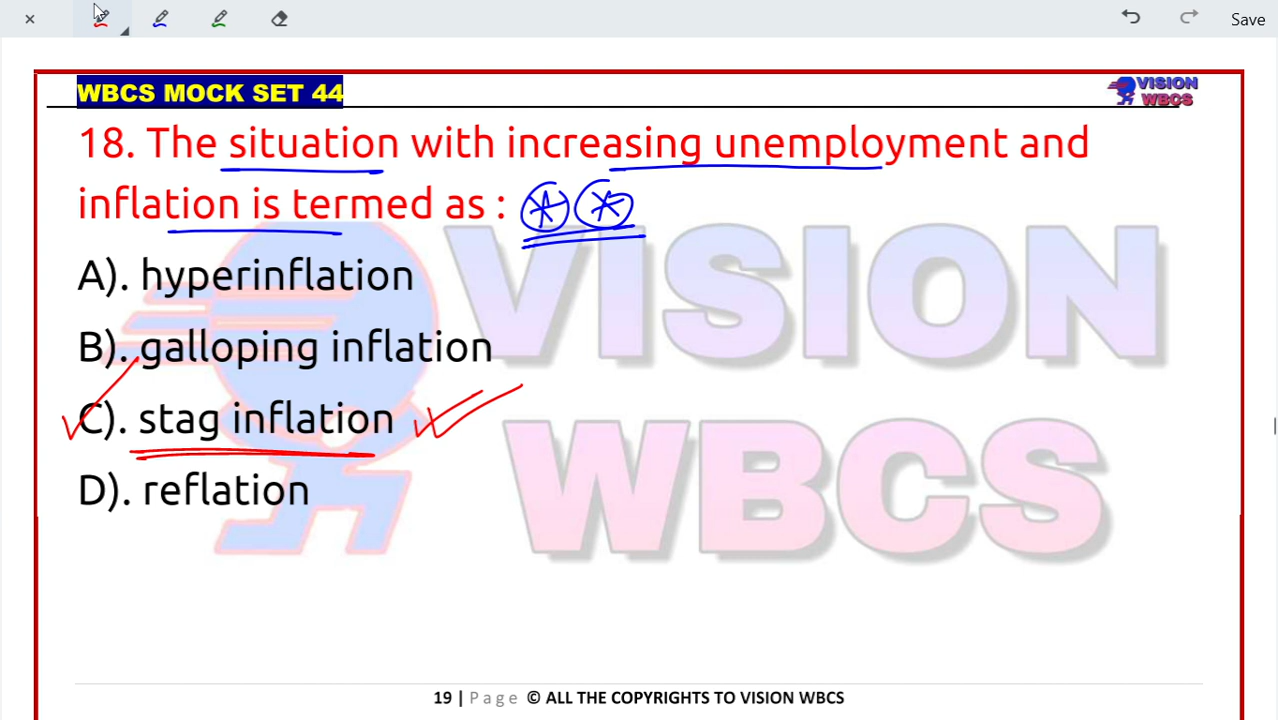 Save
WBCS MOCK SET 44
VISION
WBCS
18. The situation with increasing unemployment and
inflation is termed as :
A). hyperinflation
B). galloping inflation
C). stag inflation
D). reflation
VISION
WBCS
19 | Page © ALL THE COPYRIGHTS TO VISION WBCS